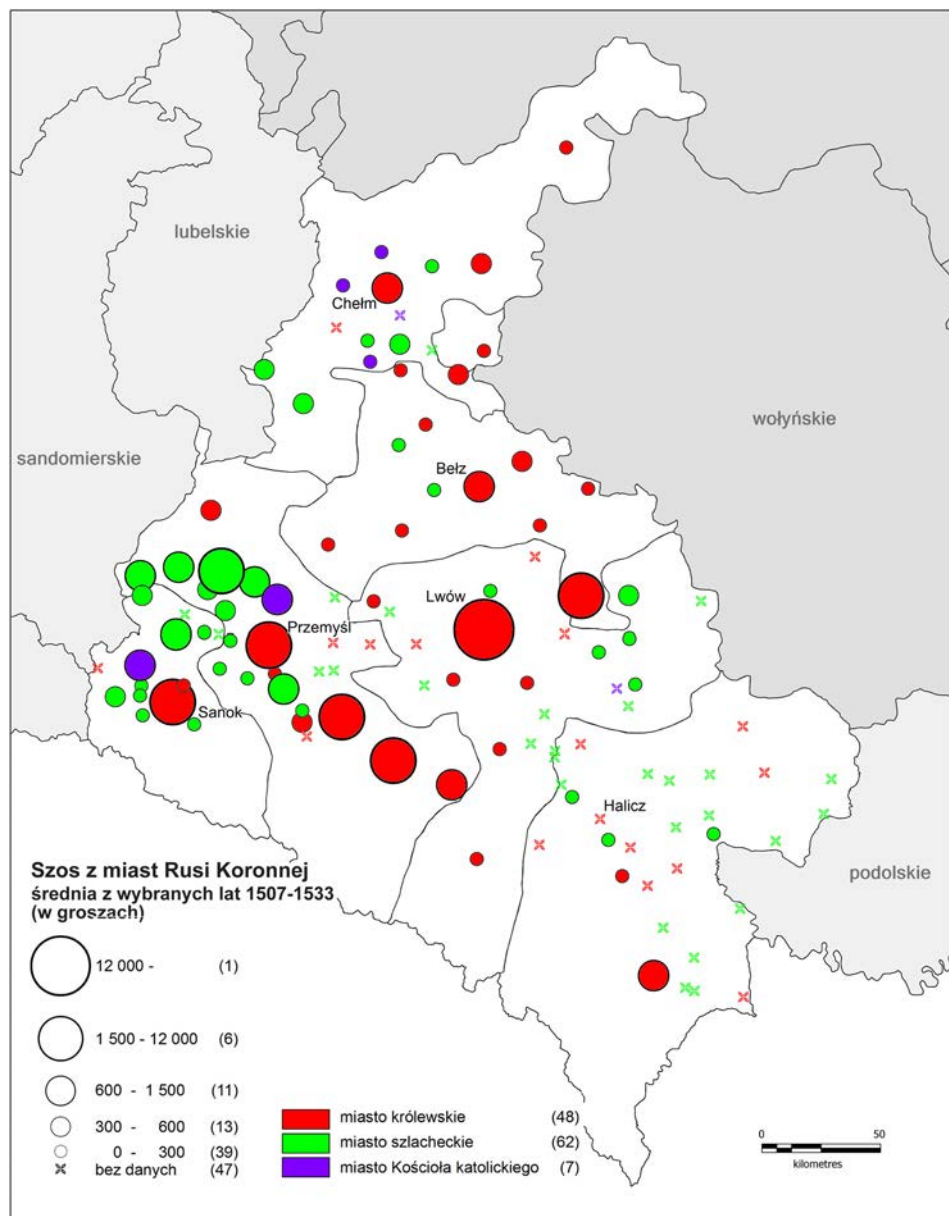 lubelskie
Chełm
wołyńskie
sandomierskie
Bełz
Lwów
Przemyśl
Sanok
Halicz
podolskie
Szos z miast Rusi Koronnej
średnia z wybranych lat 1507-1533
(w groszach)
12 000 - (1)
1 500 - 12 000 (6)
600 - 1 500 (11)
300 - 600 (13)
0 - 300 (39)
bez danych (47)
miasto królewskie (48)
miasto szlacheckie (62)
miasto Kościoła katolickiego (7)
0 50
kilometres